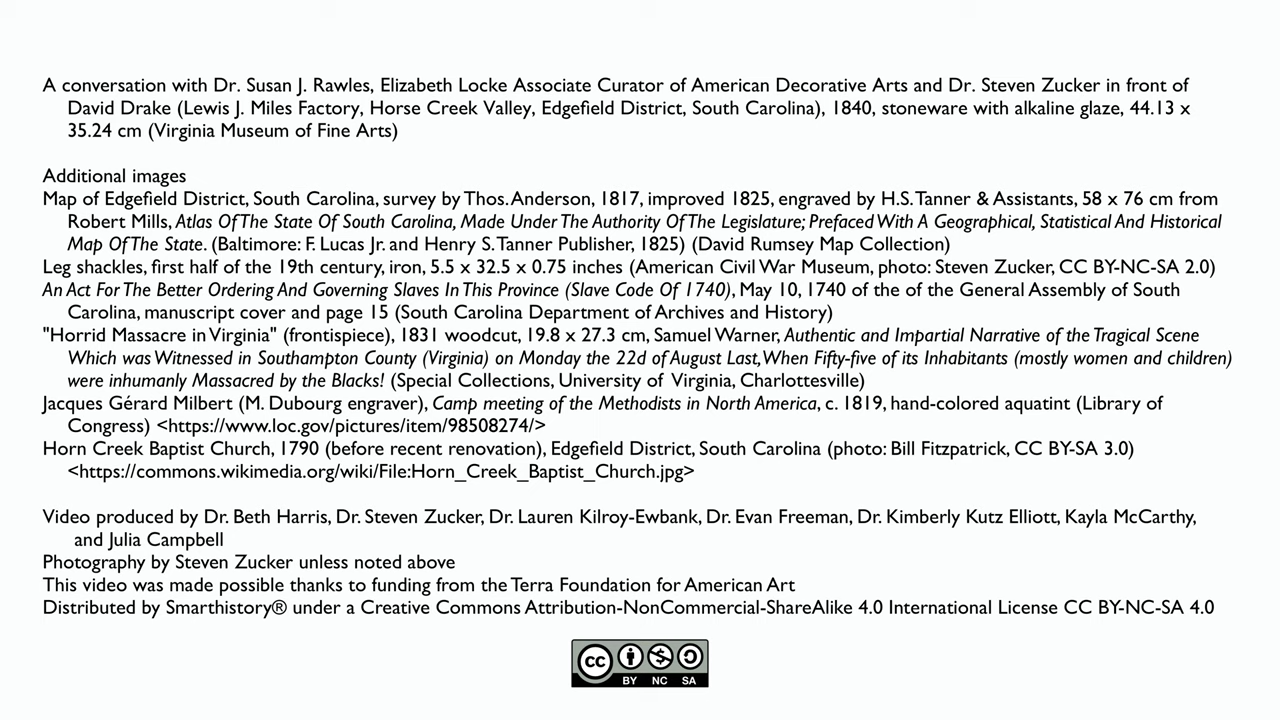 A conversation with Dr. Susan J. Rawles, Elizabeth Locke Associate Curator of American Decorative Arts and Dr. Steven Zucker in front of
David Drake (Lewis J. Miles Factory, Horse Creek Valley, Edgefield District, South Carolina), 1840, stoneware with alkaline glaze, 44.13 x
35.24 cm (Virginia Museum of Fine Arts)
Additional images
Map of Edgefield District, South Carolina, survey by Thos. Anderson, 1817, improved 1825, engraved by H.S. Tanner & Assistants, 58 x 76 cm from
Robert Mills, Atlas Of The State Of South Carolina, Made Under The Authority Of The Legislature; Prefaced With A Geographical, Statistical And Historical
Map Of The State. (Baltimore: F. Lucas Jr. and Henry S. Tanner Publisher, 1825) (David Rumsey Map Collection)
Leg shackles, first half of the 19th century, iron, 5.5 x 32.5 x 0.75 inches (American Civil War Museum, photo: Steven Zucker, CC BY-NC-SA 2.0)
An Act For The Better Ordering And Governing Slaves In This Province (Slave Code Of 1740), May 10, 1740 of the of the General Assembly of South
Carolina, manuscript cover and page 15 (South Carolina Department of Archives and History)
"Horrid Massacre in Virginia" (frontispiece), 1831 woodcut, 19.8 x 27.3 cm, Samuel Warner, Authentic and Impartial Narrative of the Tragical Scene
Which was Witnessed in Southampton County (Virginia) on Monday the 22d of August Last, When Fifty-five of its Inhabitants (mostly women and children)
were inhumanly Massacred by the Blacks! (Special Collections, University of Virginia, Charlottesville)
Jacques Gérard Milbert (M. Dubourg engraver), Camp meeting of the Methodists in North America, c. 1819, hand-colored aquatint (Library of
Congress) <https://www.loc.gov/pictures/item/98508274/>
Horn Creek Baptist Church, 1790 (before recent renovation), Edgefield District, South Carolina (photo: Bill Fitzpatrick, CC BY-SA 3.0)
<https://commons.wikimedia.org/wiki/File:Horn_Creek_Baptist_Church.jpg>
Video produced by Dr. Beth Harris, Dr. Steven Zucker, Dr. Lauren Kilroy-Ewbank, Dr. Evan Freeman, Dr. Kimberly Kutz Elliott, Kayla McCarthy,
and Julia Campbell
Photography by Steven Zucker unless noted above
This video was made possible thanks to funding from the Terra Foundation for American Art
Distributed by Smarthistory® under a Creative Commons Attribution-NonCommercial-ShareAlike 4.0 International License CC BY-NC-SA 4.0
cc BY NC SA